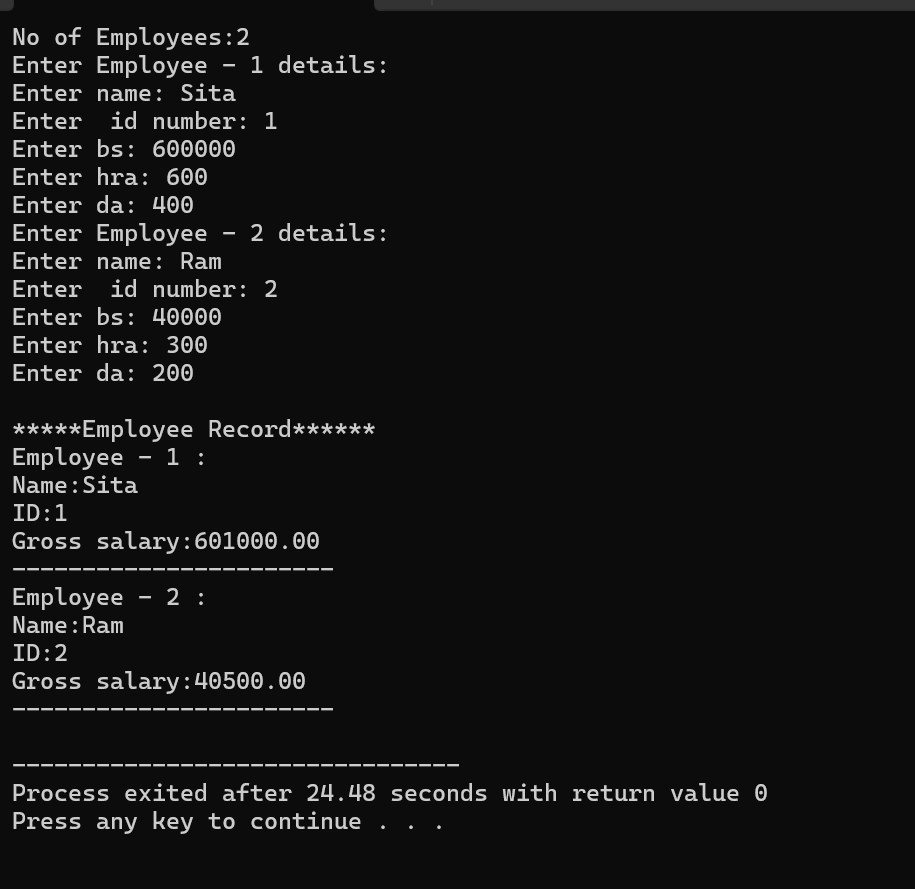 No of Employees:2
Enter Employee - 1 details:
Enter name: Sita
Enter  id number: 1
Enter bs: 600000
Enter hra: 600
Enter da: 400
Enter Employee - 2 details:
Enter name: Ram
Enter  id number: 2
Enter bs: 40000
Enter hra: 300
Enter da: 200
*****Employee Record******
Employee - 1 :
Name:Sita
ID:1
Gross salary:601000.00
-----------------------
Employee - 2 :
Name:Ram
ID:2
Gross salary:40500.00
-----------------------
--------------------------------
Process exited after 24.48 seconds with return value 0
Press any key to continue . . .